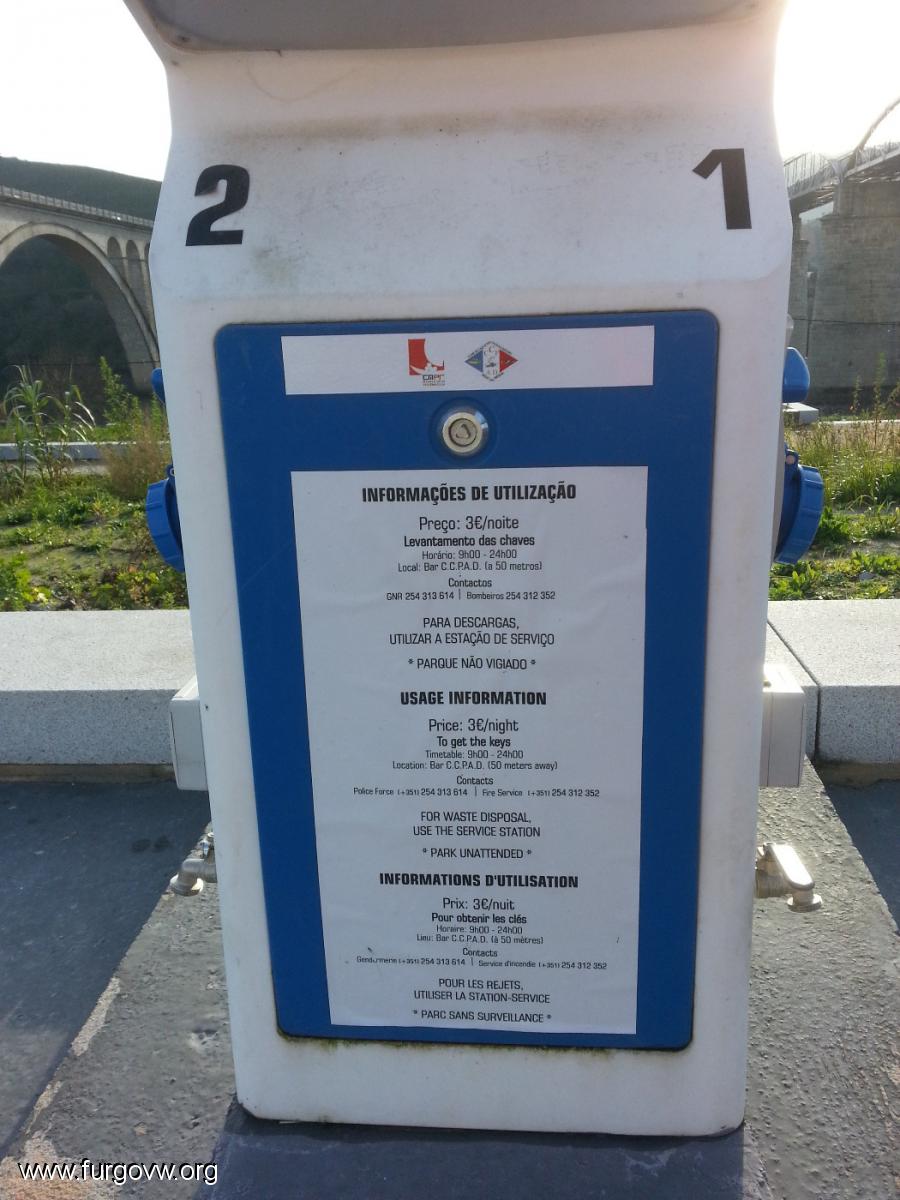 2
1
INFORMAÇÕES DE UTILIZAÇÃO
Preço: 3€/noite
Levantamento das chaves
Horário: 9h00 - 24h00
Local: Bar C.C.P.A.D. (a 50 metros)
Contactos
GNR 254 313 614 | Bombeiros 254 312 352
PARA DESCARGAS,
UTILIZAR A ESTAÇÃO DE SERVIÇO
* PARQUE NÃO VIGIADO *
USAGE INFORMATION
Price: 3€/night
To get the keys
Timetable: 9h00 - 24h00
Location: Bar C.C.P.A.D. (50 meters away)
Contacts
Police Force (+351) 254 313 614 | Fire Service (+351) 254 312 352
FOR WASTE DISPOSAL,
USE THE SERVICE STATION
* PARK UNATTENDED *
INFORMATIONS D'UTILISATION
Prix: 3€/nuit
Pour obtenir les clés
Horaire: 9h00 - 24h00
Lieu: Bar C.C.P.A.D. (à 50 mètres)
Contacts
Gendarmerie (+351) 254 313 614 | Service d'incendie (+351) 254 312 352
POUR LES REJETS,
UTILISER LA STATION-SERVICE
* PARC SANS SURVEILLANCE *
www.furgovw.org